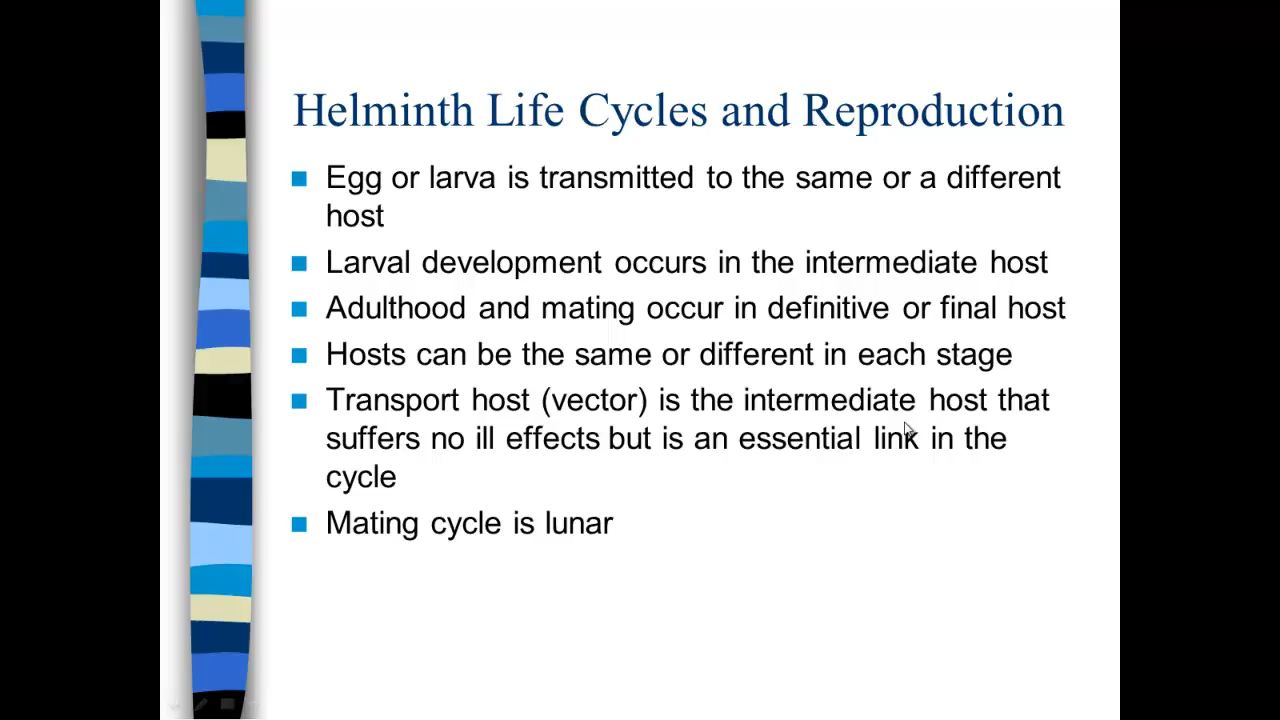 Helminth Life Cycles and Reproduction
Egg or larva is transmitted to the same or a different
host
Larval development occurs in the intermediate host
Adulthood and mating occur in definitive or final host
Hosts can be the same or different in each stage
Transport host (vector) is the intermediate host that
suffers no ill effects but is an essential link in the
cycle
Mating cycle is lunar